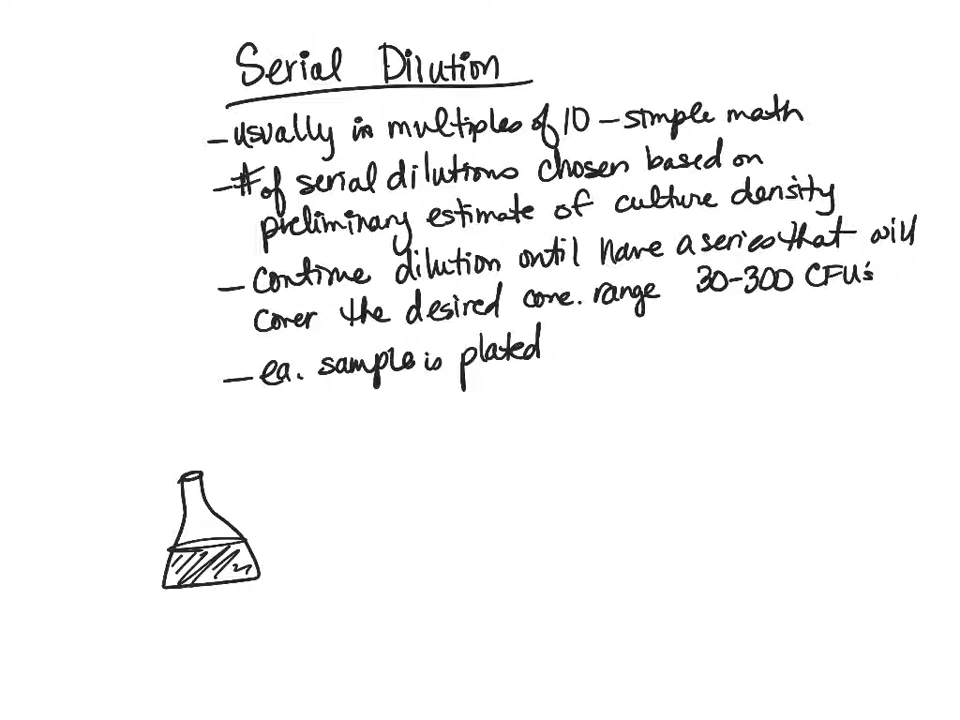 Serial Dilution
- usually in multiples of 10 - simple math
- # of serial dilutions chosen based on
preliminary estimate of culture density
- continue dilution until have a series that will
cover the desired conc. range 30-300 CFU's
- ea. sample is plated